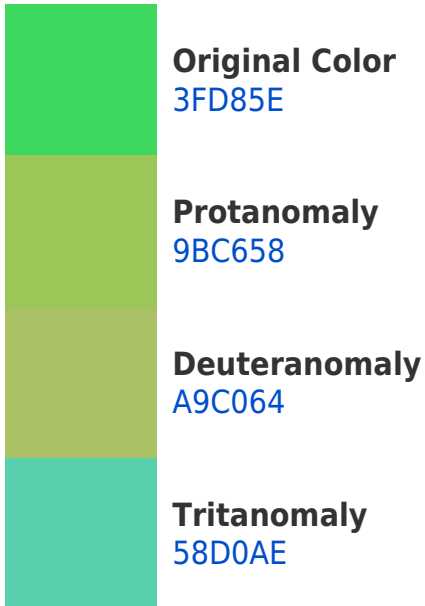 Original Color
3FD85E
Protanomaly
9BC658
Deuteranomaly
A9C064
Tritanomaly
58D0AE